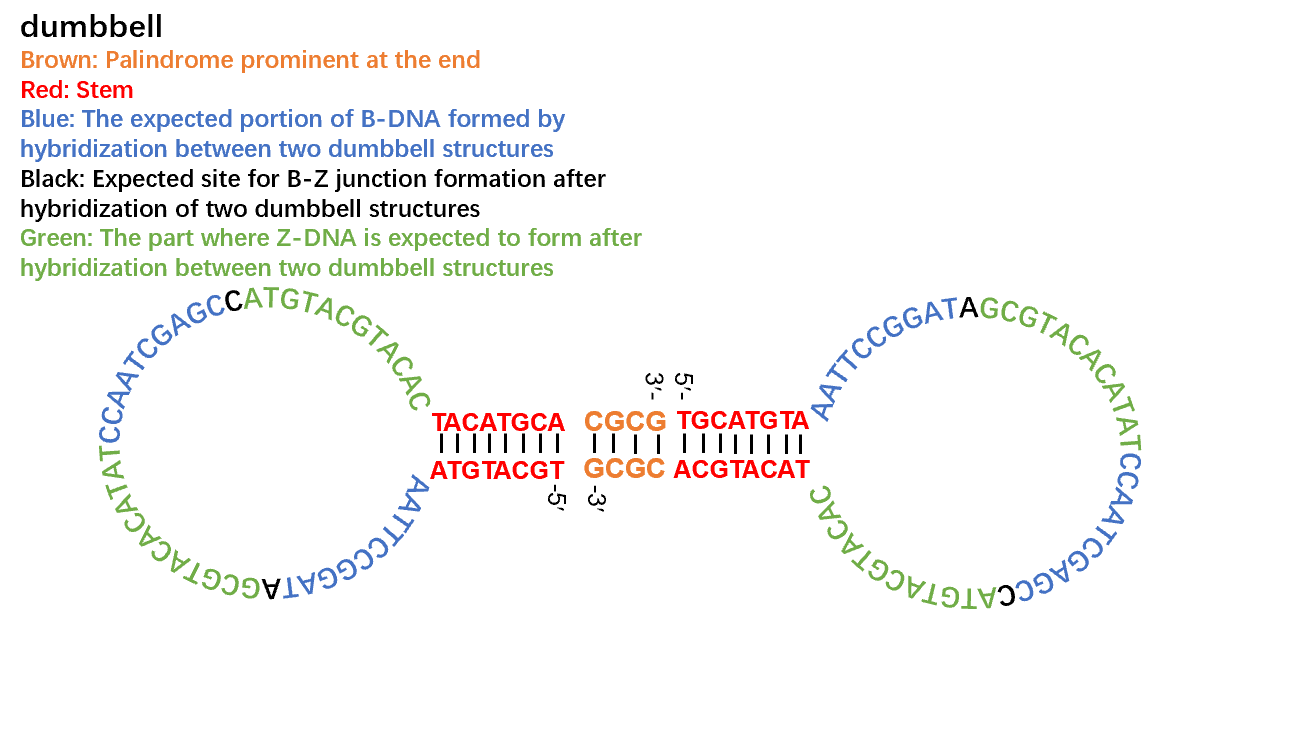 dumbbell
Brown: Palindrome prominent at the end
Red: Stem
Blue: The expected portion of B-DNA formed by
hybridization between two dumbbell structures
Black: Expected site for B-Z junction formation after
hybridization of two dumbbell structures
Green: The part where Z-DNA is expected to form after
hybridization between two dumbbell structures
AATTCCGGATAGCGTACACATATCCAATCGAGCCATGTACGTACAC
3′- 5′-
TACATGCA CGCG TGCATGTA
ATGTACGT GCGC ACGTACAT
-5′ -3′
AATTCCGGATAGCGTACACATATCCAATCGAGCCATGTACGTACAC